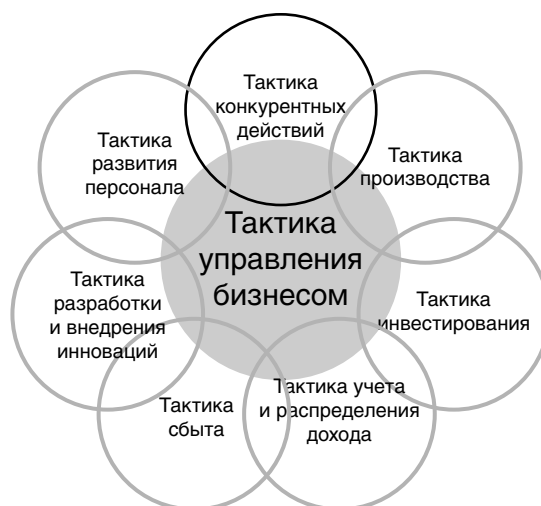 Тактика
конкурентных
действий
Тактика
производства
Тактика
инвестирования
Тактика учета
и распределения
дохода
Тактика
сбыта
Тактика
разработки
и внедрения
инноваций
Тактика
развития
персонала
Тактика
управления
бизнесом